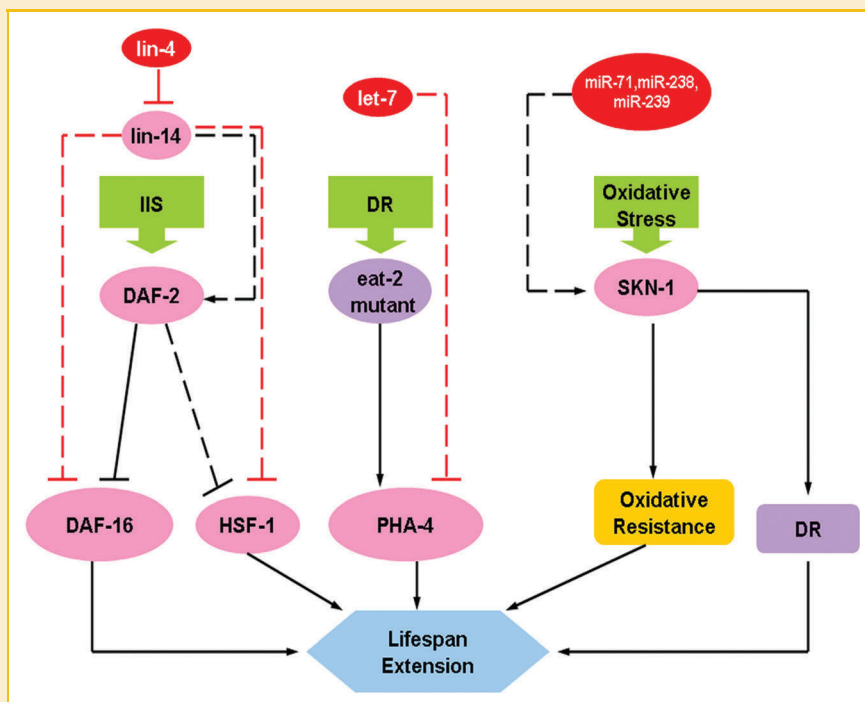 lin-4
lin-14
let-7
miR-71,miR-238,
miR-239
IIS
DR
Oxidative
Stress
DAF-2
eat-2
mutant
SKN-1
DAF-16
HSF-1
PHA-4
Oxidative
Resistance
DR
Lifespan
Extension